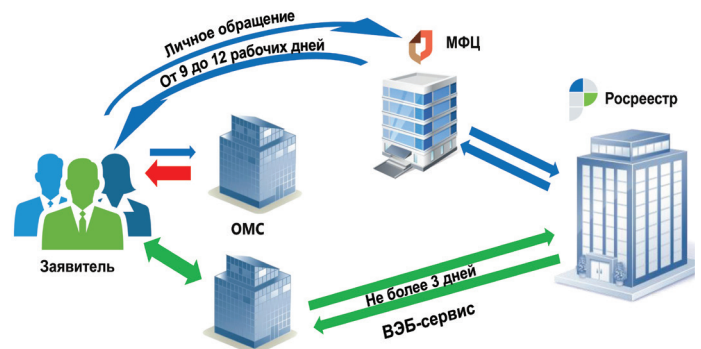 Личное обращение
От 9 до 12 рабочих дней
МФЦ
Росреестр
ОМС
Заявитель
Не более 3 дней
ВЭБ-сервис